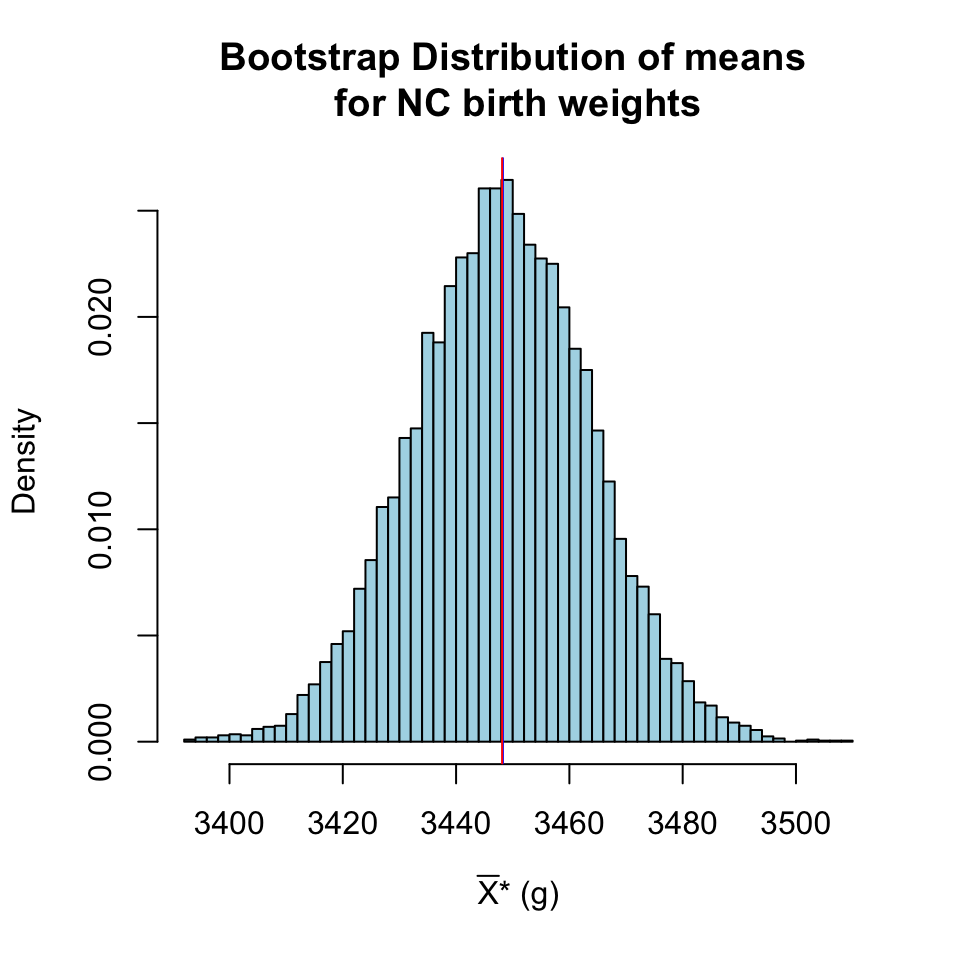 Bootstrap Distribution of means
for NC birth weights
Density
0.020
0.010
0.000
3400 3420 3440 3460 3480 3500
X̅* (g)